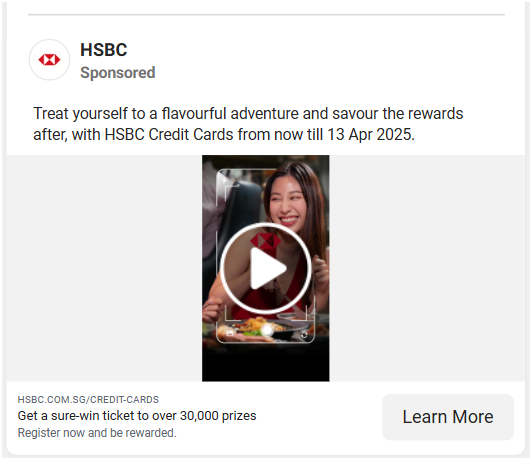 HSBC
Sponsored
Treat yourself to a flavourful adventure and savour the rewards
after, with HSBC Credit Cards from now till 13 Apr 2025.
HSBC.COM.SG/CREDIT-CARDS
Get a sure-win ticket to over 30,000 prizes
Register now and be rewarded.
Learn More